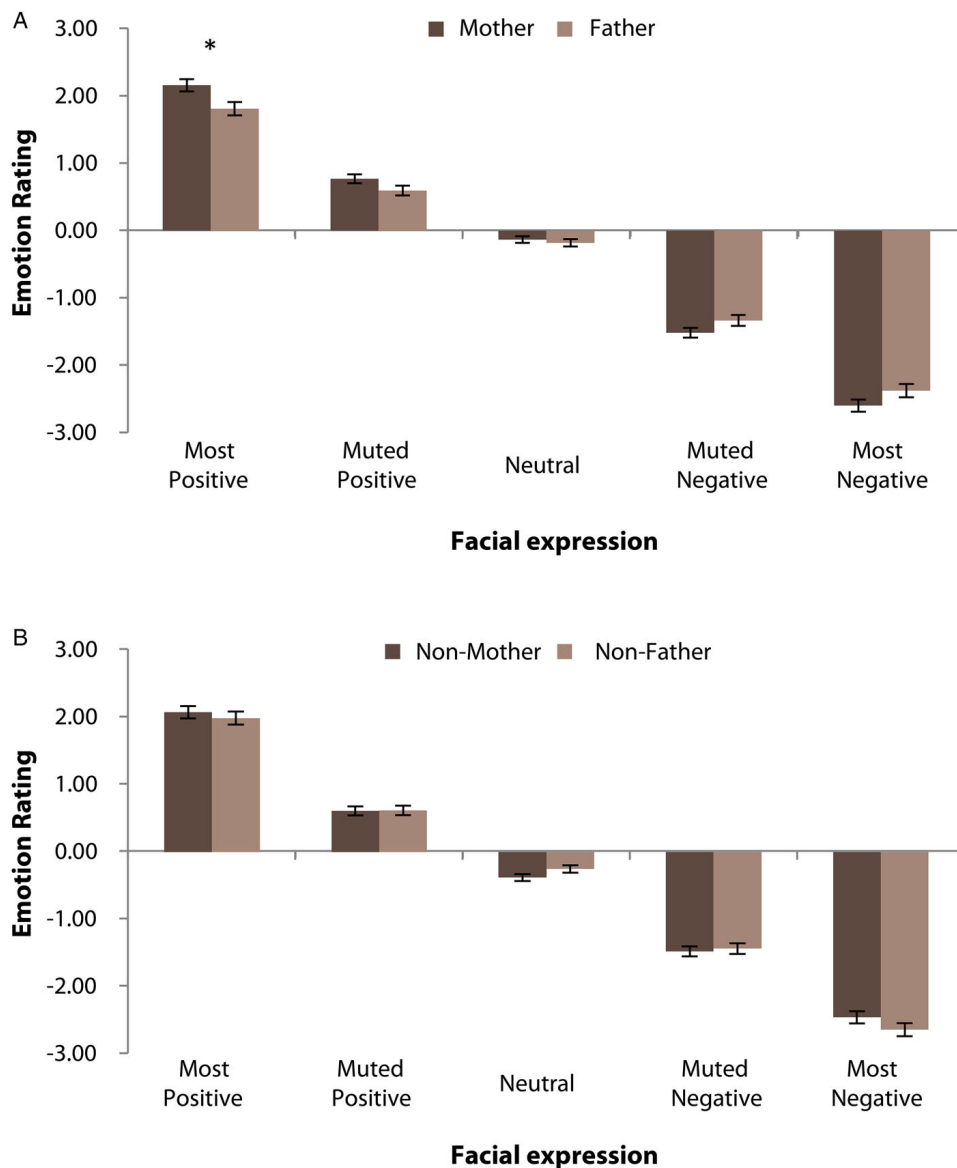 A
Mother Father
*
Emotion Rating
3.00
2.00
1.00
0.00
-1.00
-2.00
-3.00
Most
Positive
Muted
Positive
Neutral
Muted
Negative
Most
Negative
Facial expression
B
Non-Mother Non-Father
Emotion Rating
3.00
2.00
1.00
0.00
-1.00
-2.00
-3.00
Most
Positive
Muted
Positive
Neutral
Muted
Negative
Most
Negative
Facial expression